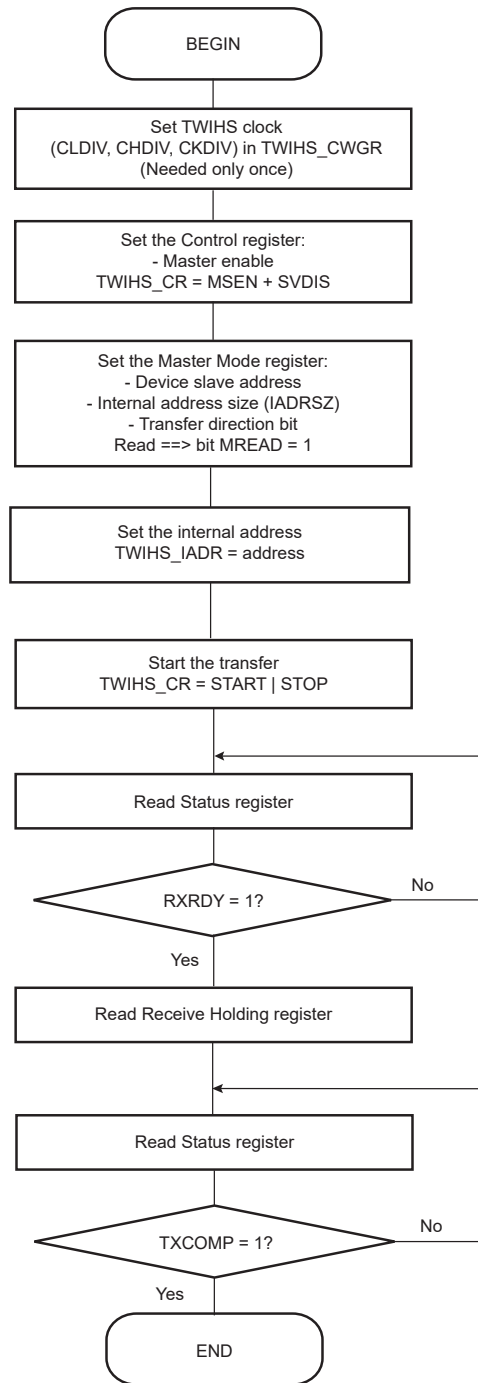 BEGIN
Set TWIHS clock
(CLDIV, CHDIV, CKDIV) in TWIHS_CWGR
(Needed only once)
Set the Control register:
- Master enable
TWIHS_CR = MSEN + SVDIS
Set the Master Mode register:
- Device slave address
- Internal address size (IADRSZ)
- Transfer direction bit
Read ==> bit MREAD = 1
Set the internal address
TWIHS_IADR = address
Start the transfer
TWIHS_CR = START | STOP
Read Status register
RXRDY = 1?
No
Yes
Read Receive Holding register
Read Status register
TXCOMP = 1?
No
Yes
END